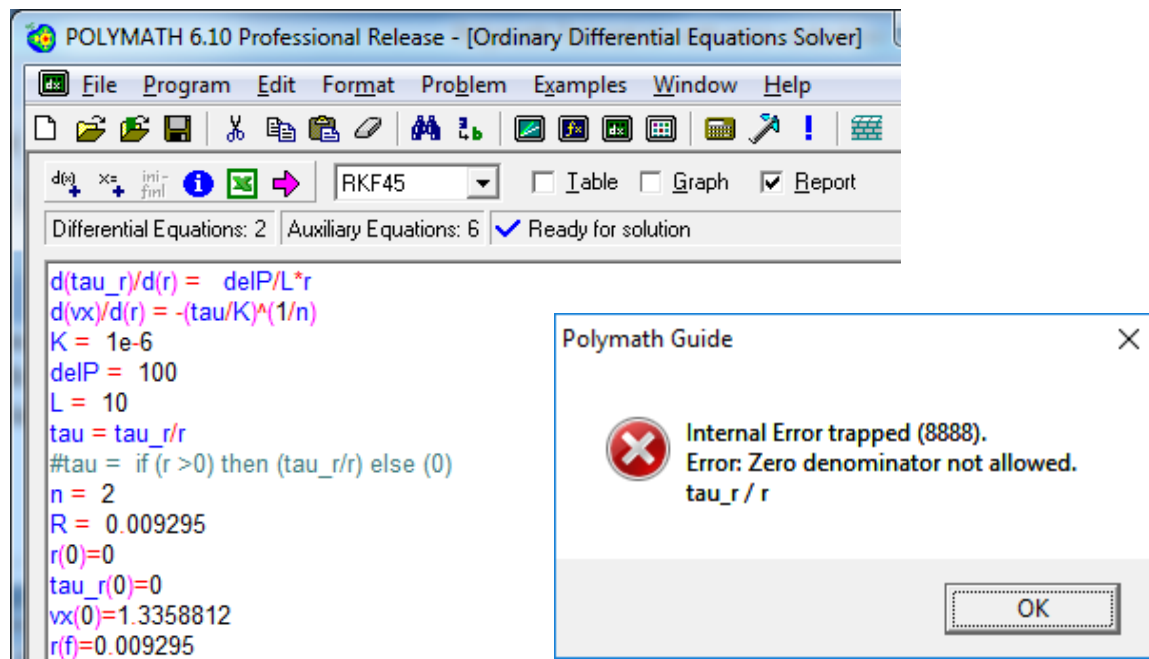 POLYMATH 6.10 Professional Release - [Ordinary Differential Equations Solver]
File Program Edit Format Problem Examples Window Help
d(x) x= ini- finl RKF45 Table Graph Report
Differential Equations: 2 Auxiliary Equations: 6 Ready for solution
d(tau_r)/d(r) = delP/L*r
d(vx)/d(r) = -(tau/K)^(1/n)
K = 1e-6
delP = 100
L = 10
tau = tau_r/r
#tau = if (r >0) then (tau_r/r) else (0)
n = 2
R = 0.009295
r(0)=0
tau_r(0)=0
vx(0)=1.3358812
r(f)=0.009295
Polymath Guide
Internal Error trapped (8888).
Error: Zero denominator not allowed.
tau_r / r
OK